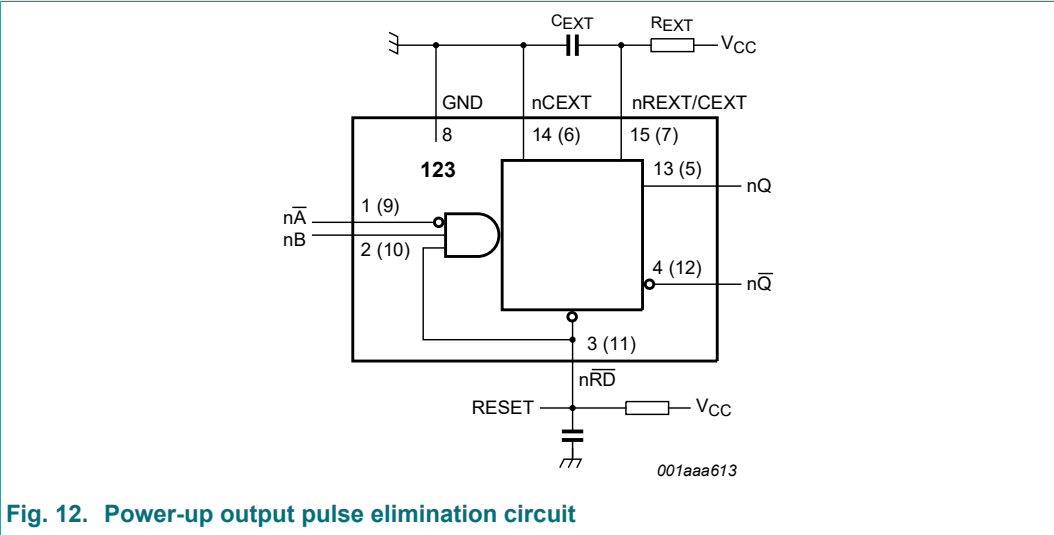 CEXT REXT
VCC
GND nCEXT nREXT/CEXT
8 14 (6) 15 (7)
123 13 (5)
nQ
nA̅ 1 (9)
nB
2 (10)
4 (12)
nQ̅
3 (11)
nR̅D̅
RESET VCC
001aaa613
Fig. 12. Power-up output pulse elimination circuit